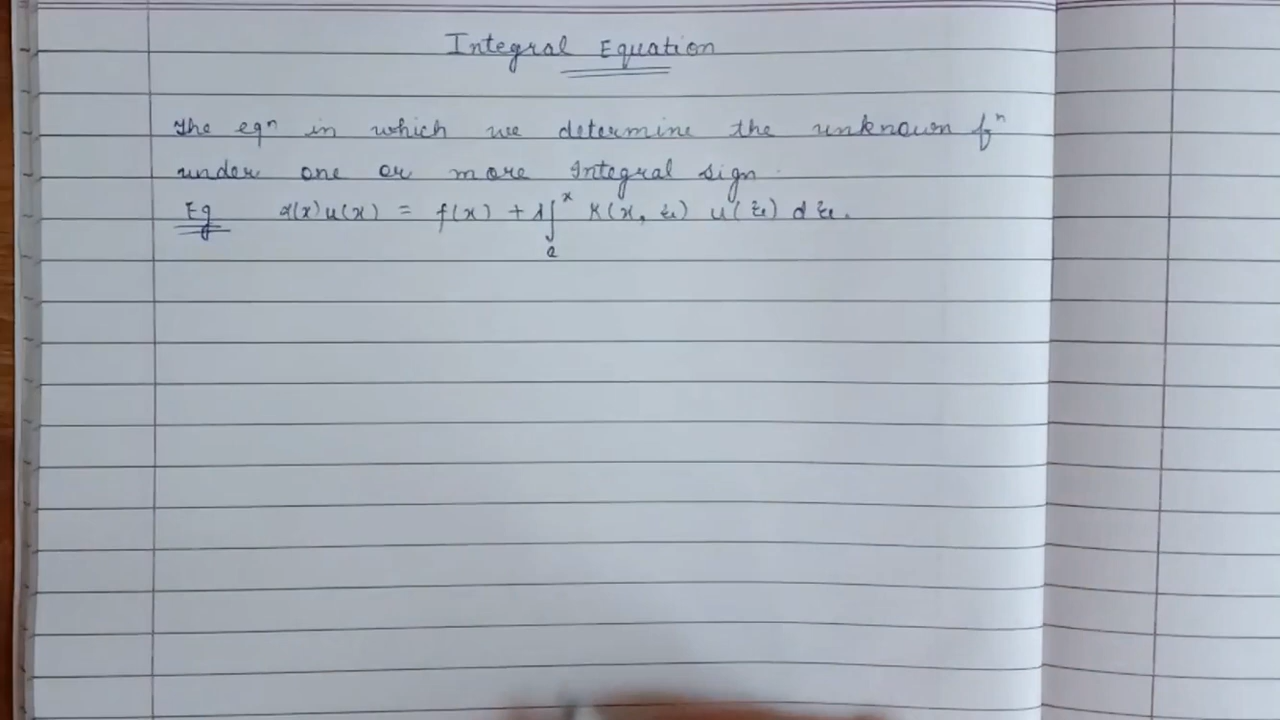 Integral Equation
The eqⁿ in which we determine the unknown fⁿ
under one or more Integral sign.
Eg α(x)u(x) = f(x) + λ∫ₐˣ K(x, ξ) u(ξ) dξ.